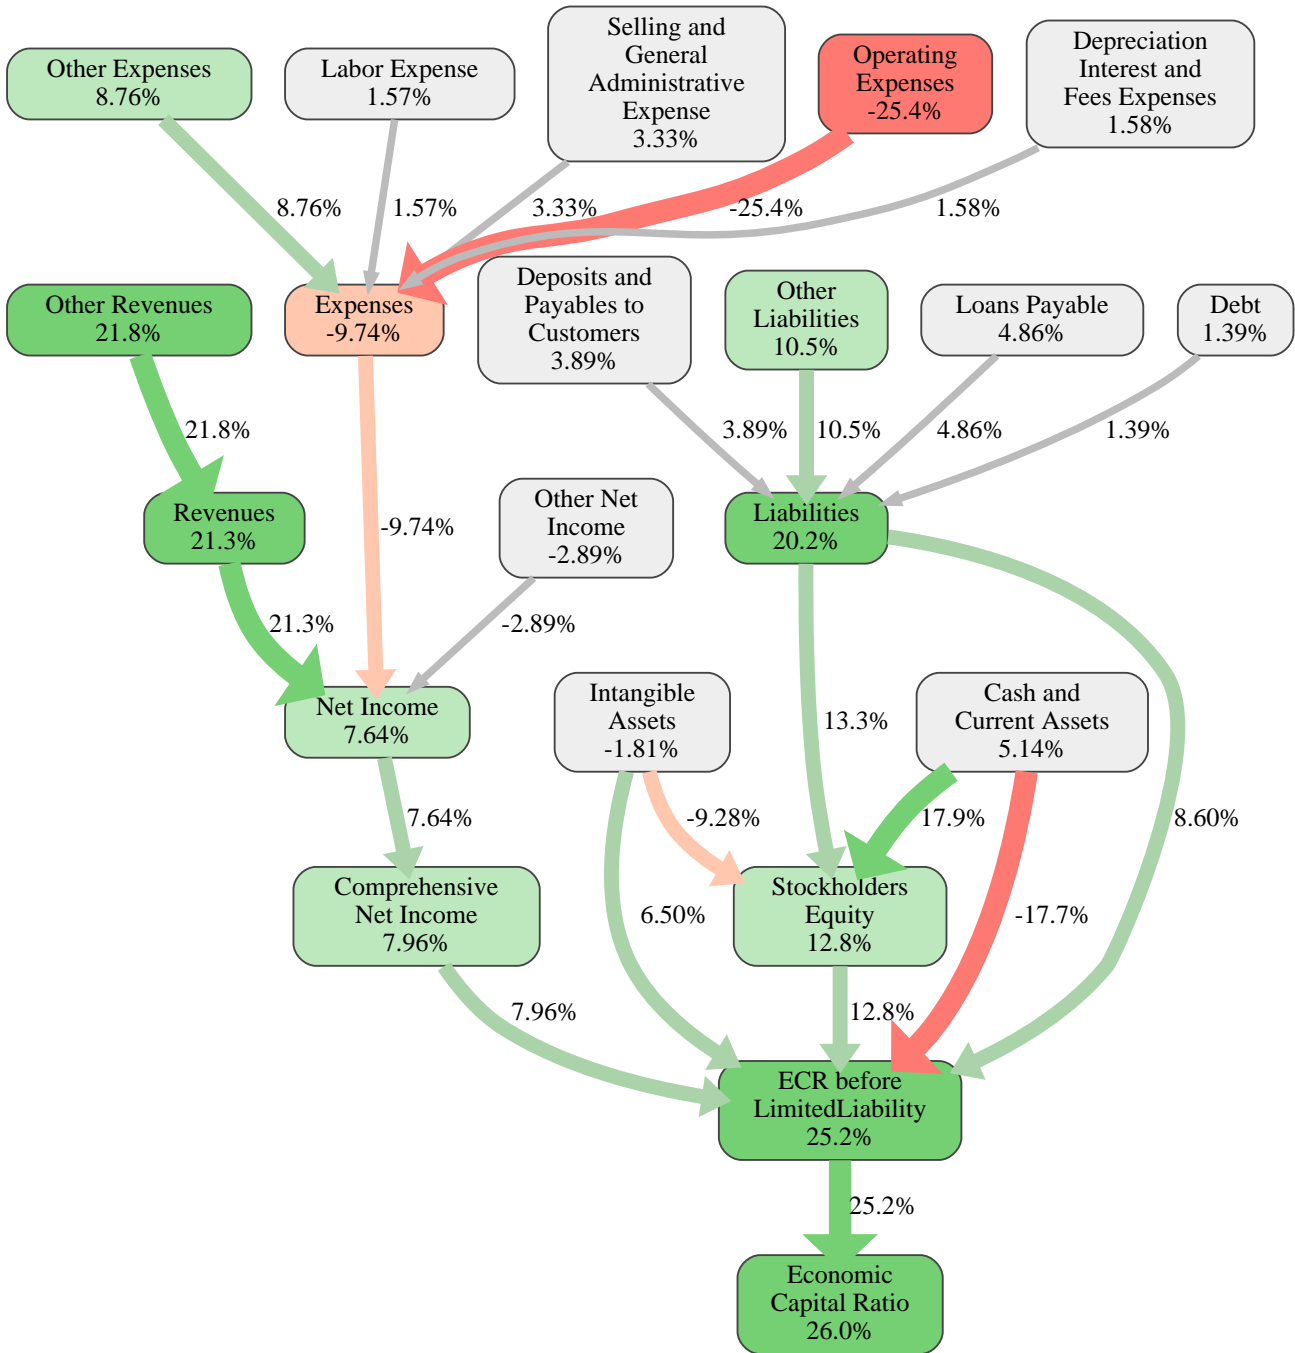 Other Expenses
8.76%
Labor Expense
1.57%
Selling and
General
Administrative
Expense
3.33%
Operating
Expenses
-25.4%
Depreciation
Interest and
Fees Expenses
1.58%
8.76%
1.57%
3.33%
-25.4%
1.58%
Other Revenues
21.8%
Expenses
-9.74%
Deposits and
Payables to
Customers
3.89%
Other
Liabilities
10.5%
Loans Payable
4.86%
Debt
1.39%
21.8%
-9.74%
3.89%
10.5%
4.86%
1.39%
Revenues
21.3%
Other Net
Income
-2.89%
Liabilities
20.2%
21.3%
-2.89%
13.3%
8.60%
Net Income
7.64%
Intangible
Assets
-1.81%
Cash and
Current Assets
5.14%
7.64%
-9.28%
17.9%
6.50%
-17.7%
Comprehensive
Net Income
7.96%
Stockholders
Equity
12.8%
7.96%
12.8%
ECR before
LimitedLiability
25.2%
25.2%
Economic
Capital Ratio
26.0%